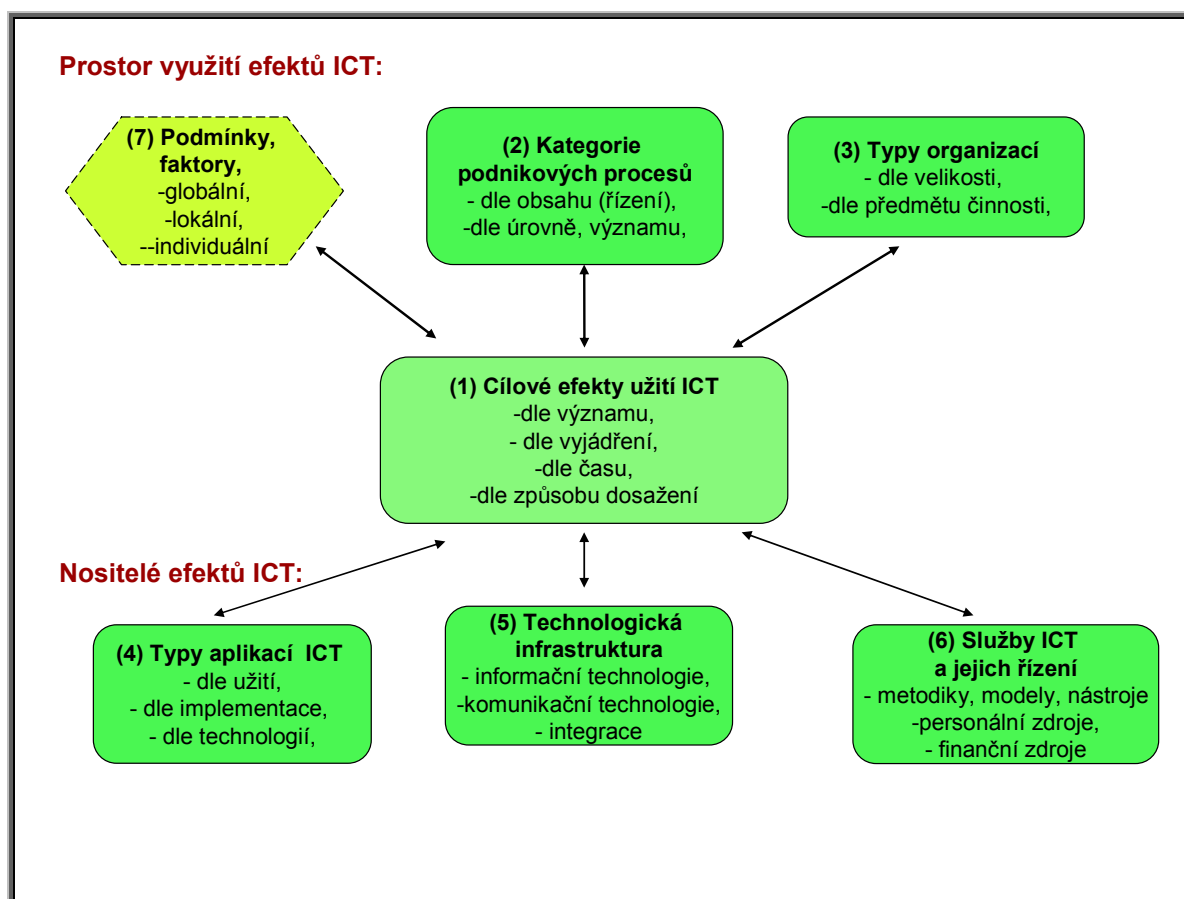 Prostor využití efektů ICT:
(7) Podmínky,
faktory,
-globální,
-lokální,
--individuální
(2) Kategorie
podnikových procesů
- dle obsahu (řízení),
-dle úrovně, významu,
(3) Typy organizací
- dle velikosti,
-dle předmětu činnosti,
(1) Cílové efekty užití ICT
-dle významu,
- dle vyjádření,
-dle času,
-dle způsobu dosažení
Nositelé efektů ICT:
(4) Typy aplikací  ICT
- dle užití,
- dle implementace,
- dle technologií,
(5) Technologická
infrastruktura
- informační technologie,
-komunikační technologie,
- integrace
(6) Služby ICT
a jejich řízení
- metodiky, modely, nástroje
-personální zdroje,
- finanční zdroje